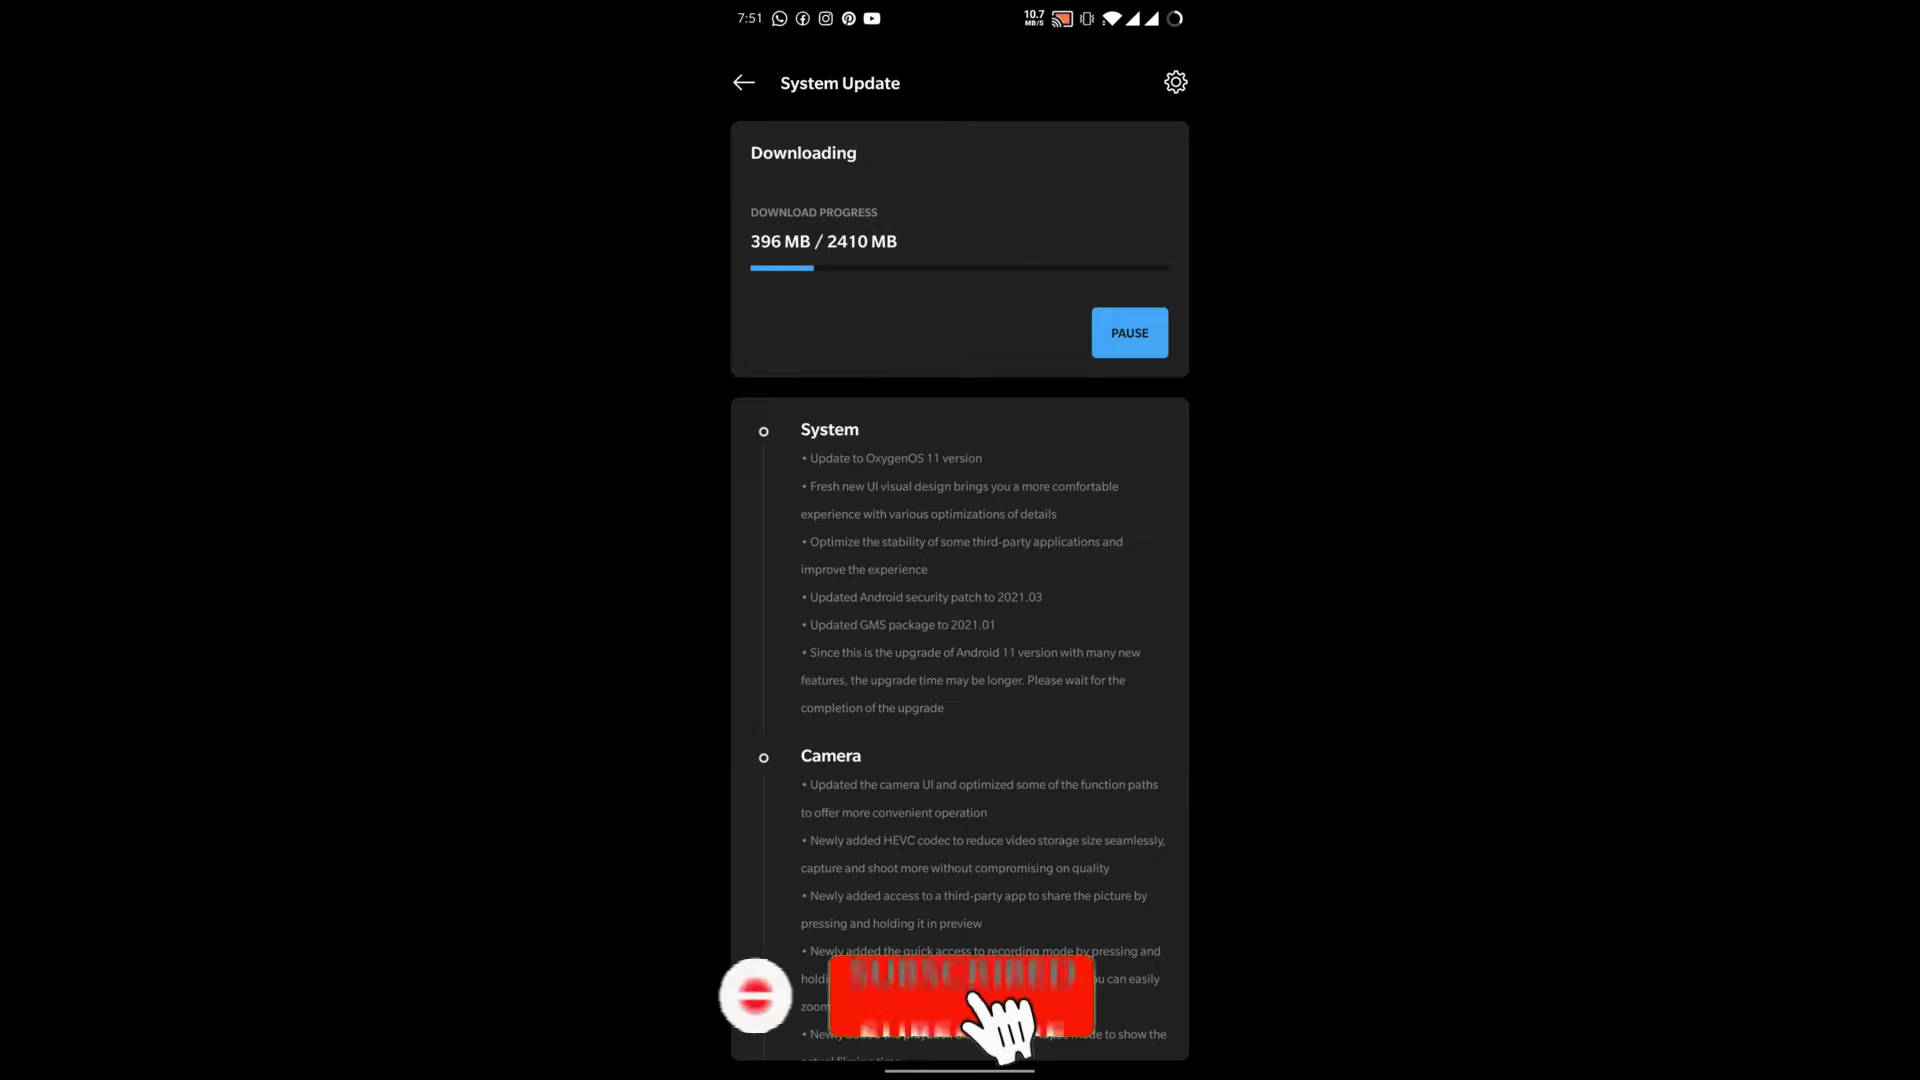 7:51
10.7
MB/S
System Update
Downloading
DOWNLOAD PROGRESS
396 MB / 2410 MB
PAUSE
System
• Update to OxygenOS 11 version
• Fresh new UI visual design brings you a more comfortable
experience with various optimizations of details
• Optimize the stability of some third-party applications and
improve the experience
• Updated Android security patch to 2021.03
• Updated GMS package to 2021.01
• Since this is the upgrade of Android 11 version with many new
features, the upgrade time may be longer. Please wait for the
completion of the upgrade
Camera
• Updated the camera UI and optimized some of the function paths
to offer more convenient operation
• Newly added HEVC codec to reduce video storage size seamlessly,
capture and shoot more without compromising on quality
• Newly added access to a third-party app to share the picture by
pressing and holding it in preview
• Newly added the quick access to recording mode by pressing and
can easily
SUBSCRIBED
zoom
mode to show the